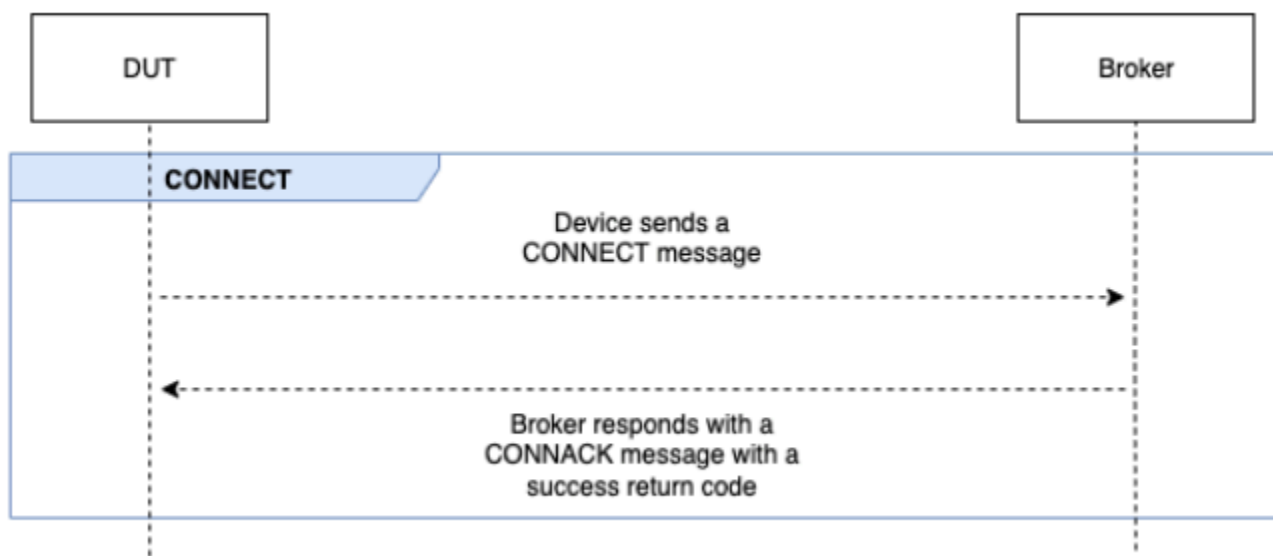 DUT
Broker
CONNECT
Device sends a
CONNECT message
Broker responds with a
CONNACK message with a
success return code